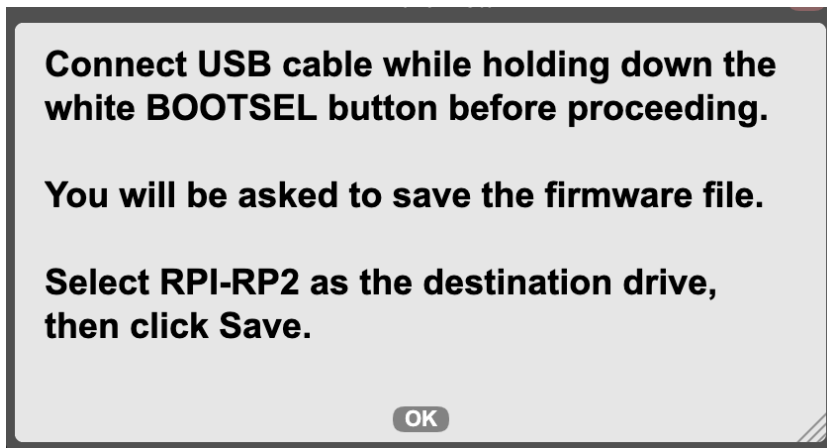 Connect USB cable while holding down the
white BOOTSEL button before proceeding.
You will be asked to save the firmware file.
Select RPI-RP2 as the destination drive,
then click Save.
OK